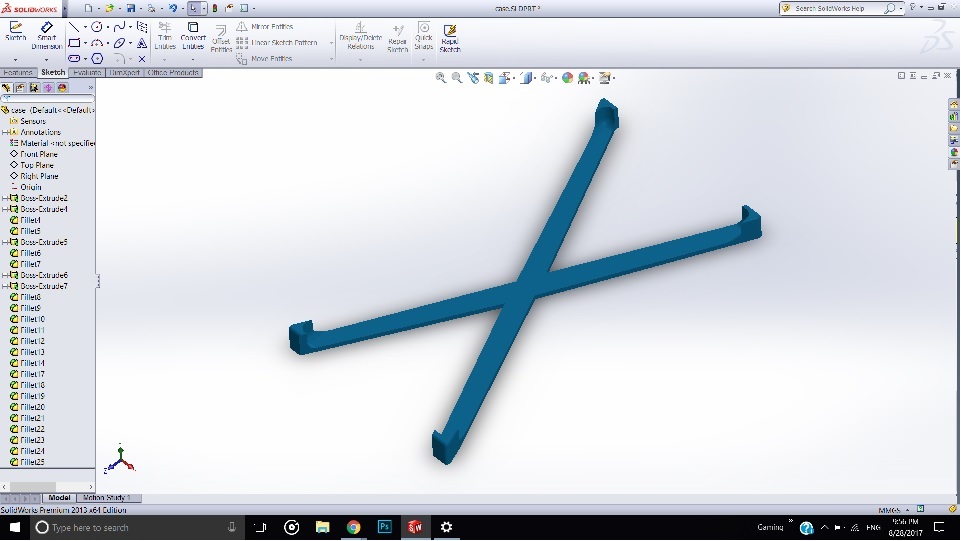 SOLIDWORKS
case.SLDPRT *
Search SolidWorks Help
Sketch
Smart Dimension
Trim Entities
Convert Entities
Offset Entities
Mirror Entities
Linear Sketch Pattern
Move Entities
Display/Delete Relations
Repair Sketch
Quick Snaps
Rapid Sketch
Features
Sketch
Evaluate
DimXpert
Office Products
case (Default<<Default>
Sensors
Annotations
Material <not specifie
Front Plane
Top Plane
Right Plane
Origin
Boss-Extrude2
Boss-Extrude4
Fillet4
Fillet5
Boss-Extrude5
Fillet6
Fillet7
Boss-Extrude6
Boss-Extrude7
Fillet8
Fillet9
Fillet10
Fillet11
Fillet12
Fillet13
Fillet14
Fillet17
Fillet18
Fillet19
Fillet20
Fillet21
Fillet22
Fillet23
Fillet24
Fillet25
Z
Model
Motion Study 1
SolidWorks Premium 2013 x64 Edition
MMGS
Type here to search
Ps
Gaming
ENG
9:56 PM
8/28/2017